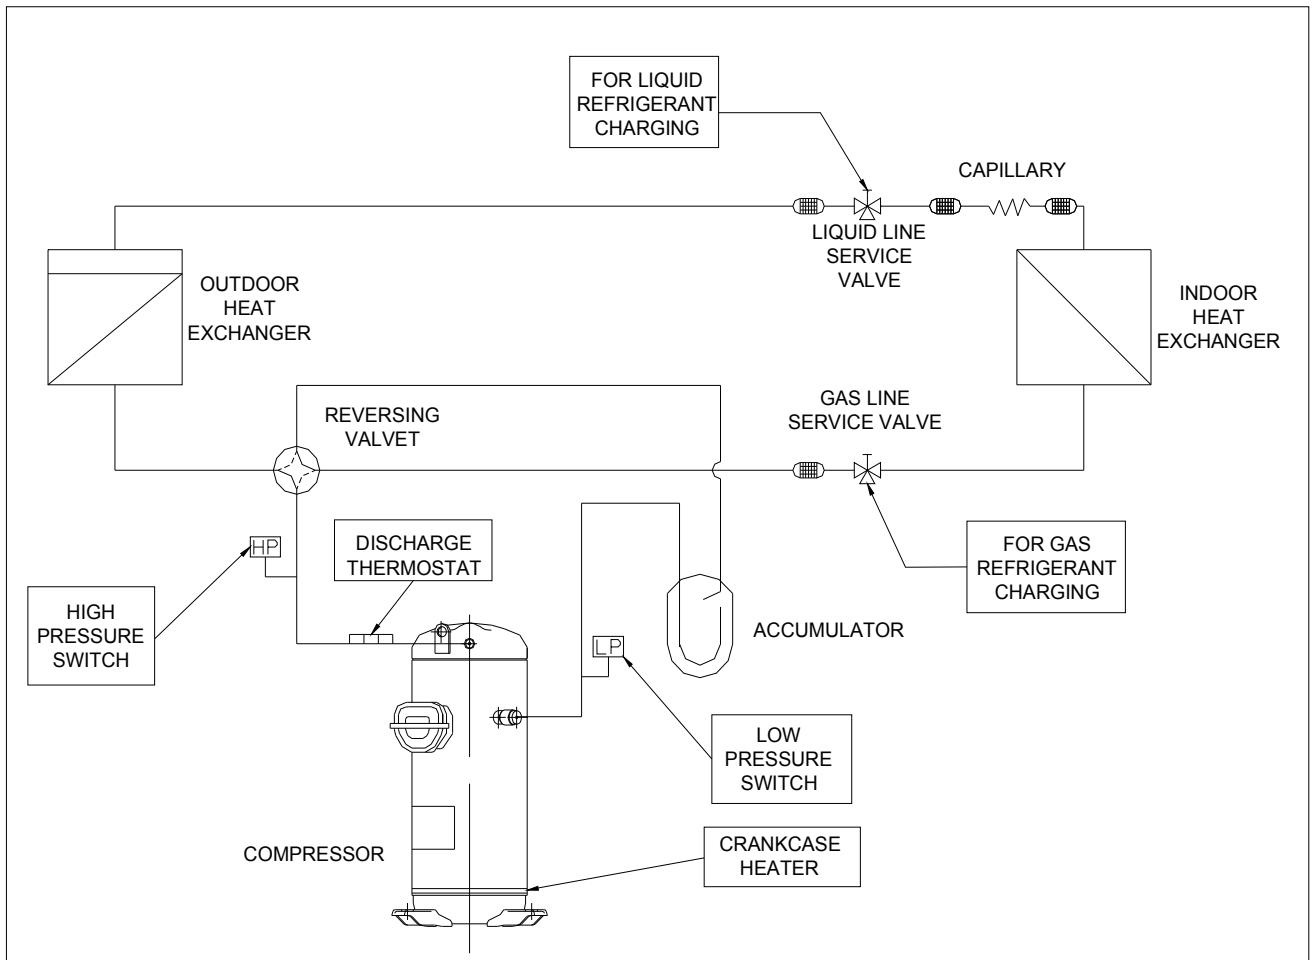 FOR LIQUID
REFRIGERANT
CHARGING
CAPILLARY
LIQUID LINE
SERVICE
VALVE
OUTDOOR
HEAT
EXCHANGER
INDOOR
HEAT
EXCHANGER
REVERSING
VALVET
GAS LINE
SERVICE VALVE
HP
DISCHARGE
THERMOSTAT
FOR GAS
REFRIGERANT
CHARGING
HIGH
PRESSURE
SWITCH
LP
ACCUMULATOR
LOW
PRESSURE
SWITCH
COMPRESSOR
CRANKCASE
HEATER